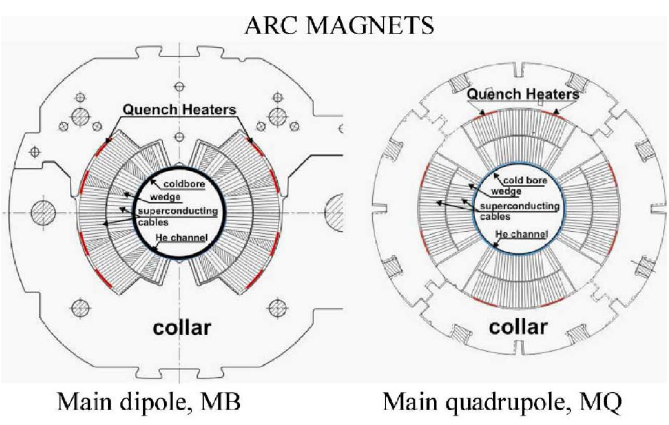 ARC MAGNETS
Quench Heaters
coldbore
wedge
superconducting
cables
He channel
collar
Main dipole, MB
Quench Heaters
cold bore
wedge
superconducting
cables
He channel
collar
Main quadrupole, MQ